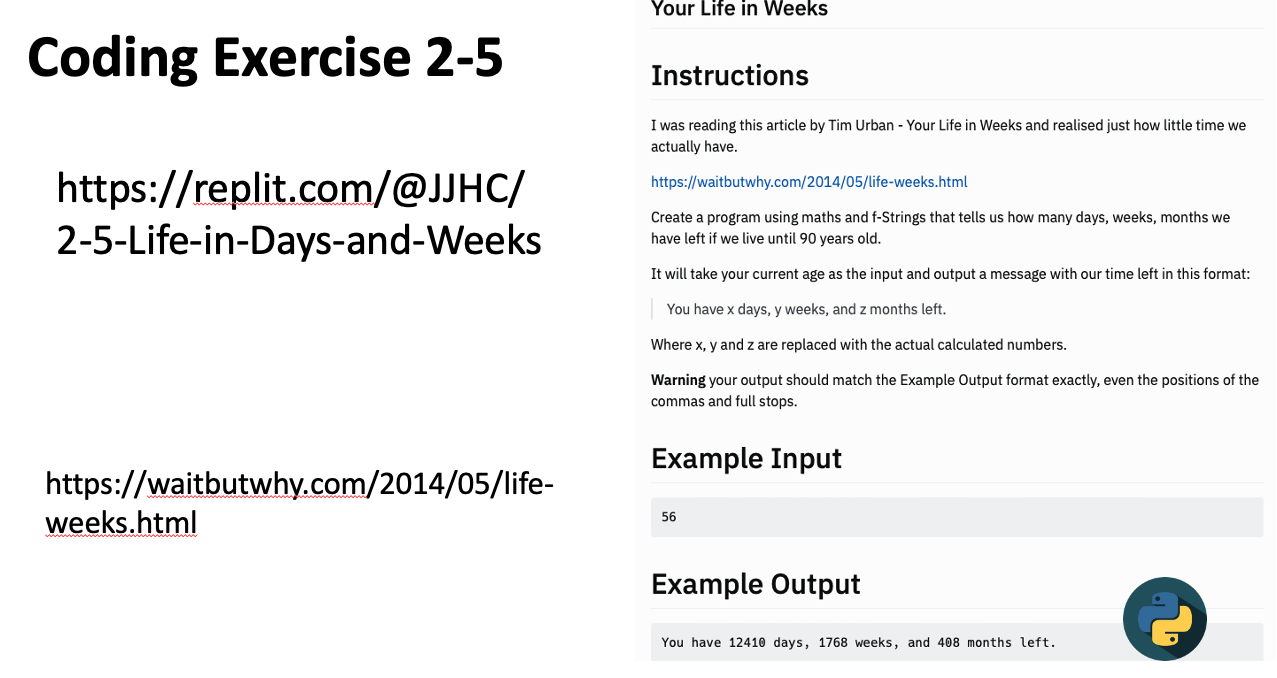 Coding Exercise 2-5
https://replit.com/@JJHC/
2-5-Life-in-Days-and-Weeks
https://waitbutwhy.com/2014/05/life-
weeks.html
Your Life in Weeks
Instructions
I was reading this article by Tim Urban - Your Life in Weeks and realised just how little time we
actually have.
https://waitbutwhy.com/2014/05/life-weeks.html
Create a program using maths and f-Strings that tells us how many days, weeks, months we
have left if we live until 90 years old.
It will take your current age as the input and output a message with our time left in this format:
You have x days, y weeks, and z months left.
Where x, y and z are replaced with the actual calculated numbers.
Warning your output should match the Example Output format exactly, even the positions of the
commas and full stops.
Example Input
56
Example Output
You have 12410 days, 1768 weeks, and 408 months left.